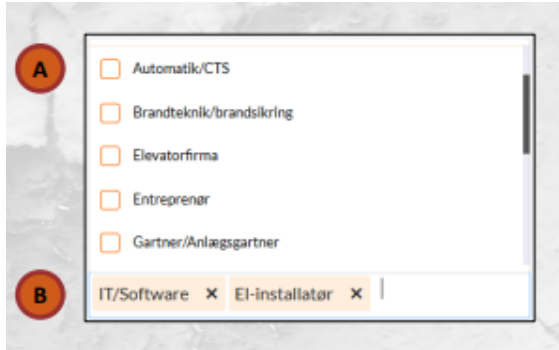 A
Automatik/CTS
Brandteknik/brandsikring
Elevatorfirma
Entreprenør
Gartner/Anlægsgartner
B
IT/Software × El-installatør ×